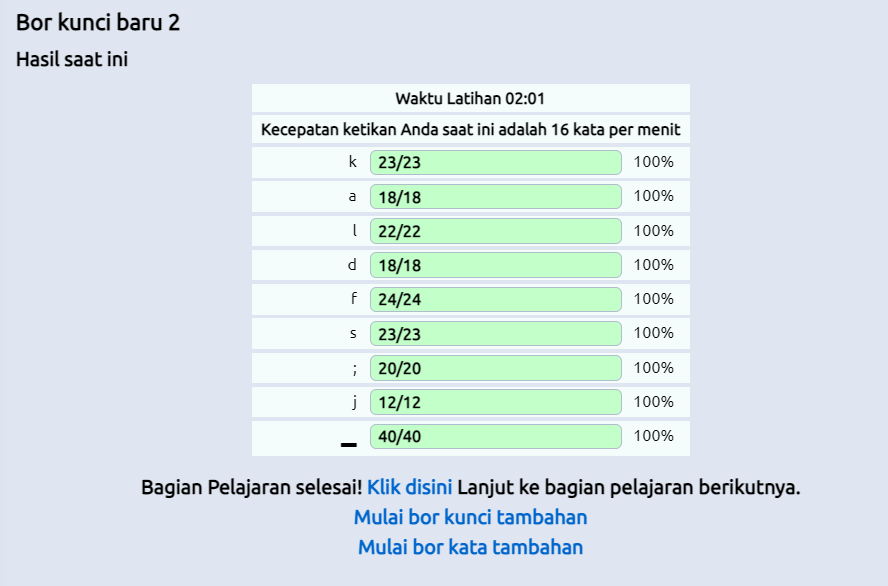 Bor kunci baru 2
Hasil saat ini
Waktu Latihan 02:01
Kecepatan ketikan Anda saat ini adalah 16 kata per menit
k 23/23 100%
a 18/18 100%
l 22/22 100%
d 18/18 100%
f 24/24 100%
s 23/23 100%
; 20/20 100%
j 12/12 100%
_ 40/40 100%
Bagian Pelajaran selesai! Klik disini Lanjut ke bagian pelajaran berikutnya.
Mulai bor kunci tambahan
Mulai bor kata tambahan